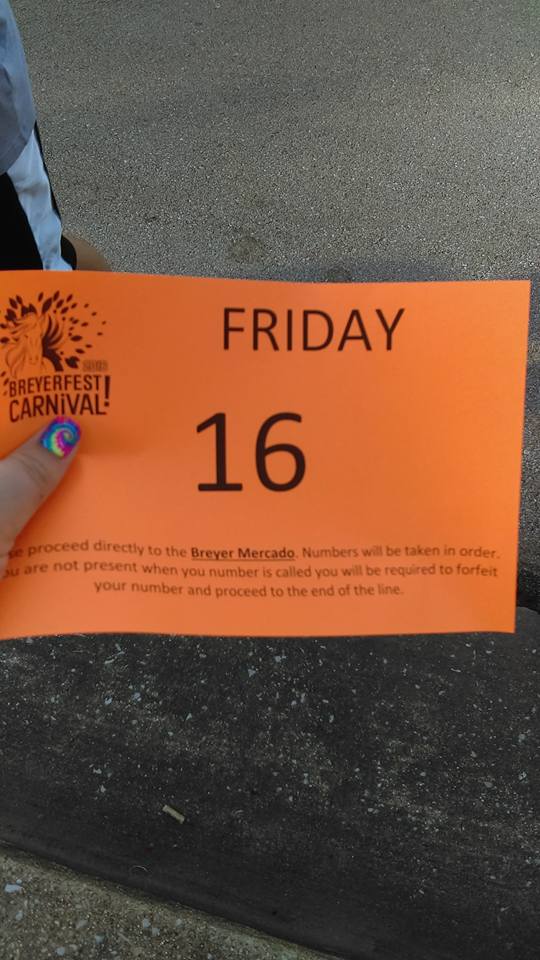 FRIDAY
2016
BREYERFEST!
CARNiVAL!
16
proceed directly to the Breyer Mercado. Numbers will be taken in order.
ou are not present when you number is called you will be required to forfeit
your number and proceed to the end of the line.